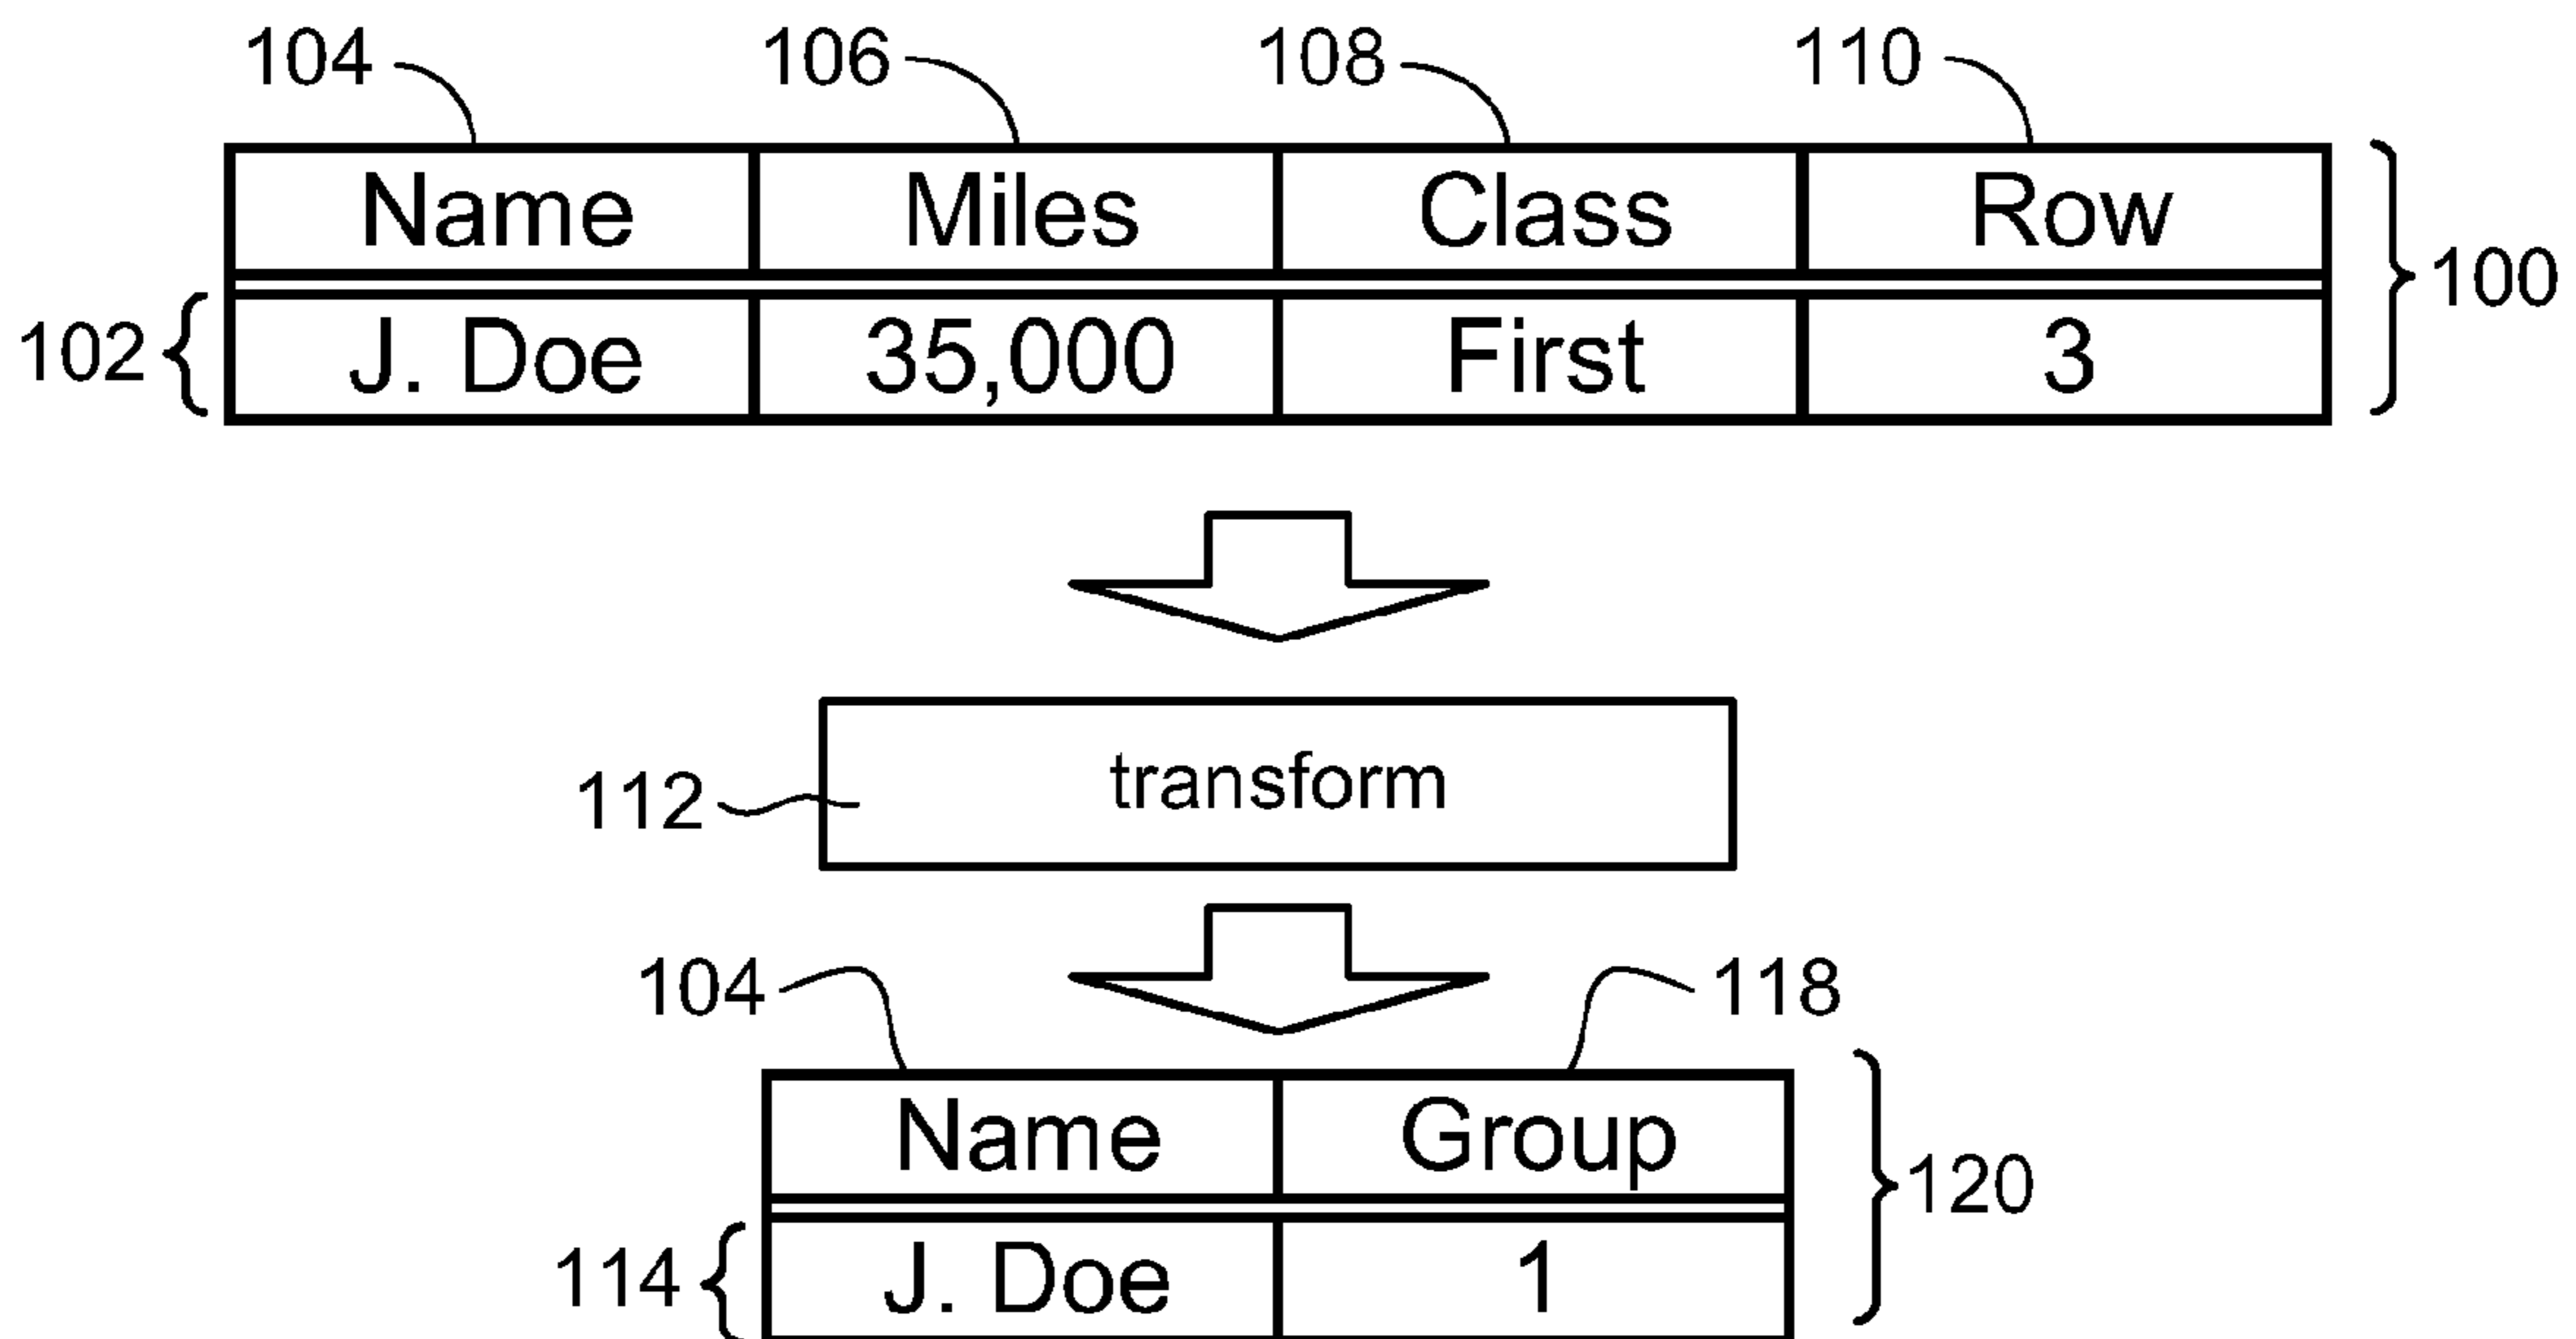 104 106 108 110
Name Miles Class Row
100
102 J. Doe 35,000 First 3
112 transform
104 118
Name Group
120
114 J. Doe 1